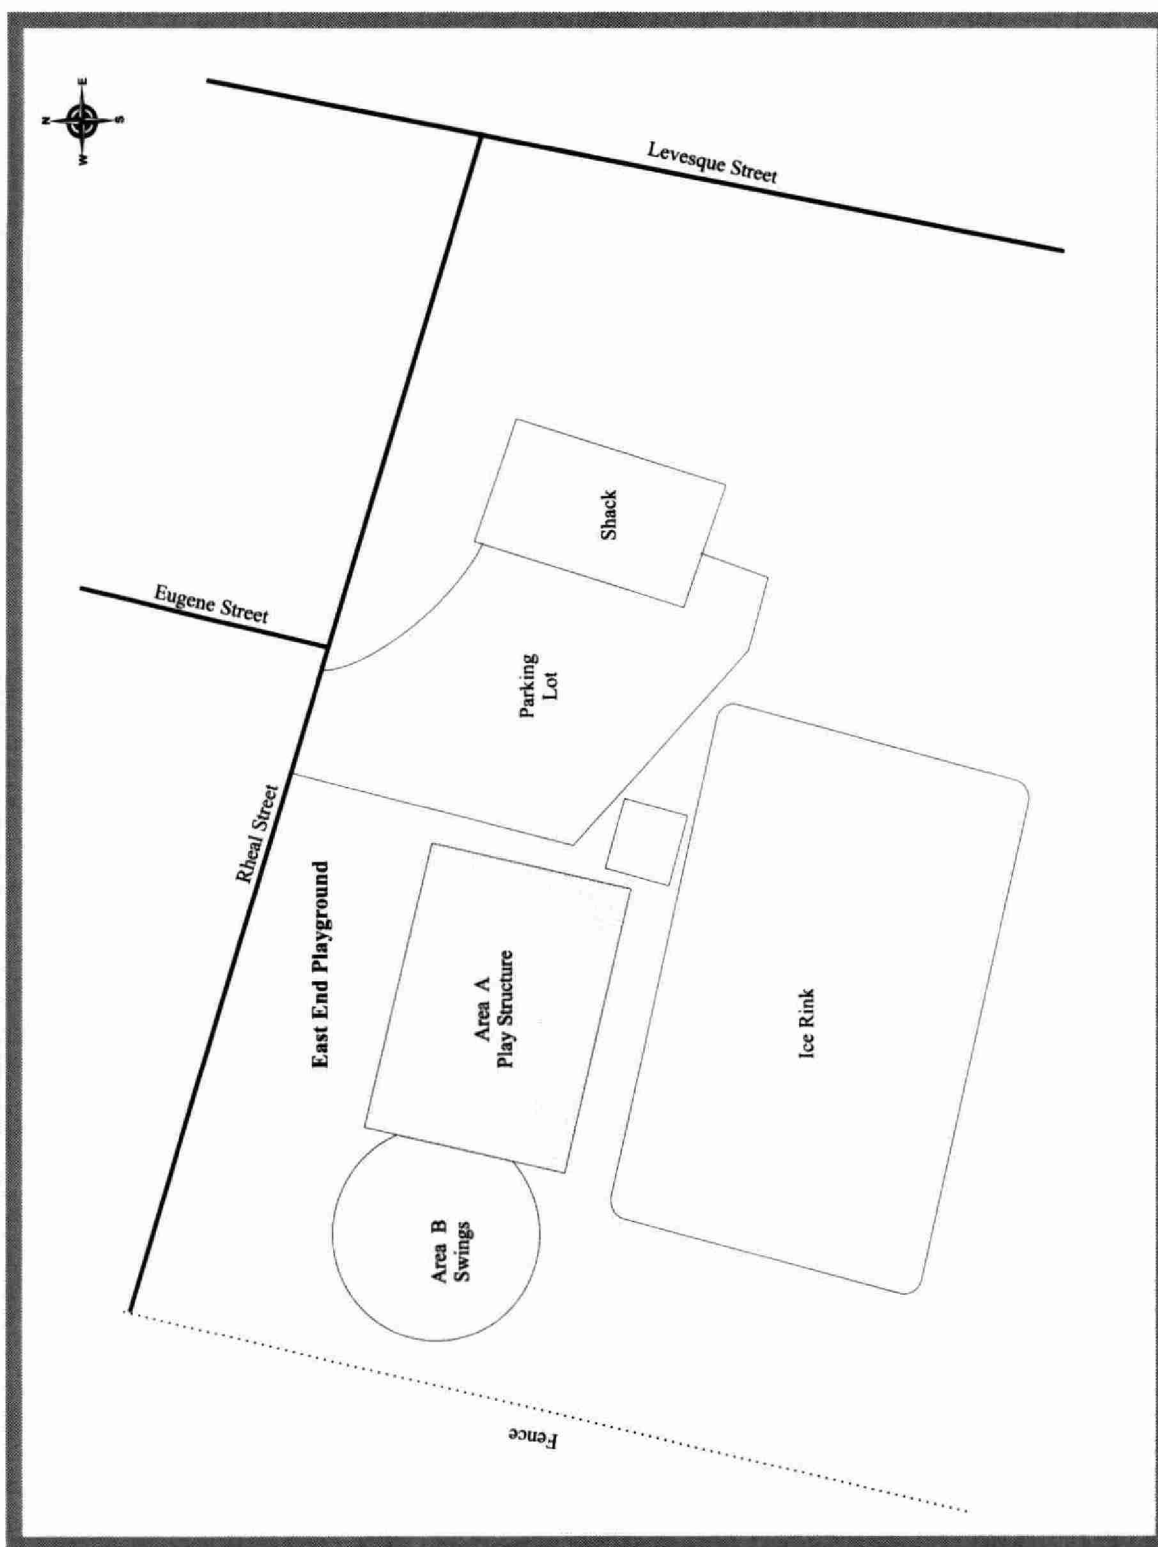 N
E
W
S
Levesque Street
Eugene Street
Rheal Street
East End Playground
Shack
Parking
Lot
Area A
Play Structure
Area B
Swings
Ice Rink
Fence